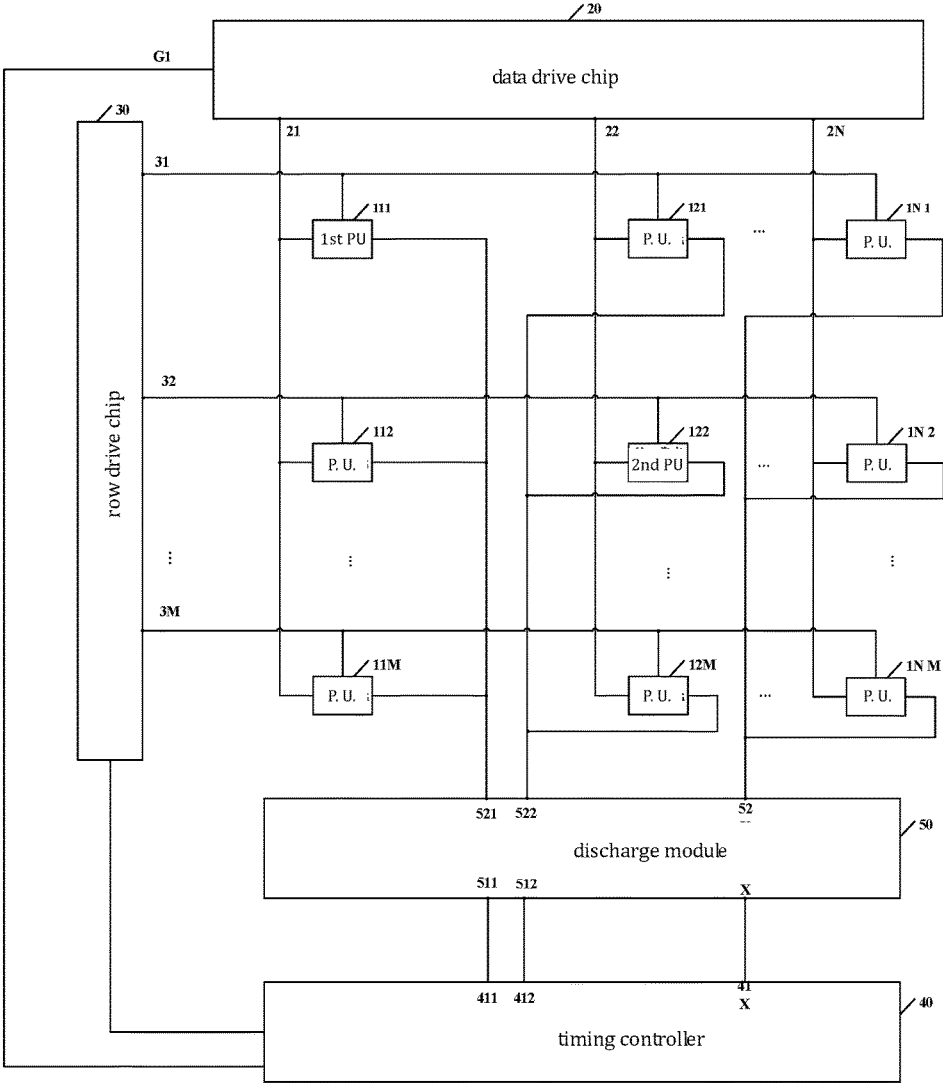 20
G1
data drive chip
30
21
22
2N
31
111
121
1N 1
1st PU
P. U.
...
P. U.
32
112
122
1N 2
P. U.
2nd PU
...
P. U.
row drive chip
...
...
...
...
3M
11M
12M
1N M
P. U.
P. U.
...
P. U.
521
522
52
50
discharge module
511
512
X
411
412
41
X
40
timing controller